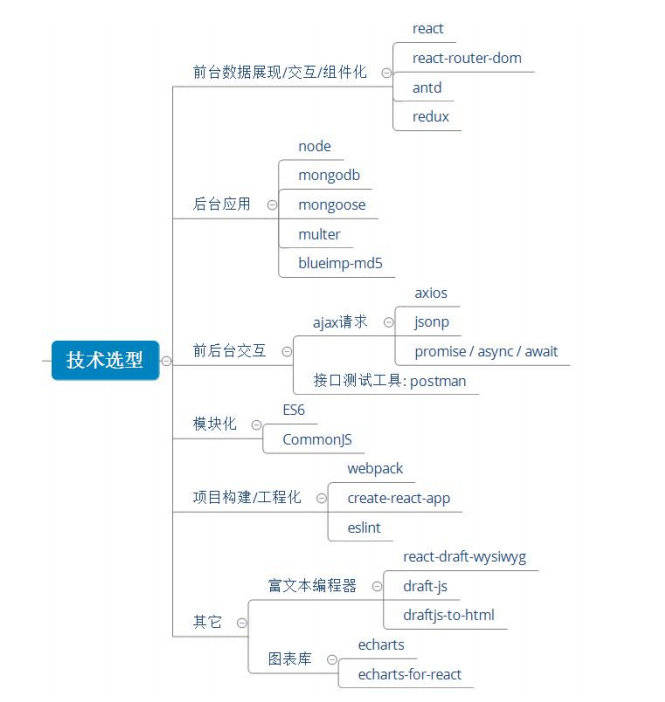 技术选型
前台数据展现/交互/组件化
react
react-router-dom
antd
redux
后台应用
node
mongodb
mongoose
multer
blueimp-md5
前后台交互
ajax请求
axios
jsonp
promise / async / await
接口测试工具: postman
模块化
ES6
CommonJS
项目构建/工程化
webpack
create-react-app
eslint
其它
富文本编程器
react-draft-wysiwyg
draft-js
draftjs-to-html
图表库
echarts
echarts-for-react